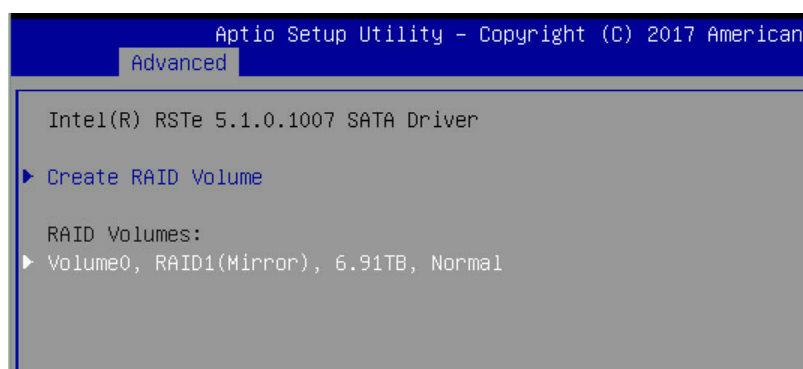 Aptio Setup Utility – Copyright (C) 2017 American
Advanced
Intel(R) RSTe 5.1.0.1007 SATA Driver
Create RAID Volume
RAID Volumes:
Volume0, RAID1(Mirror), 6.91TB, Normal